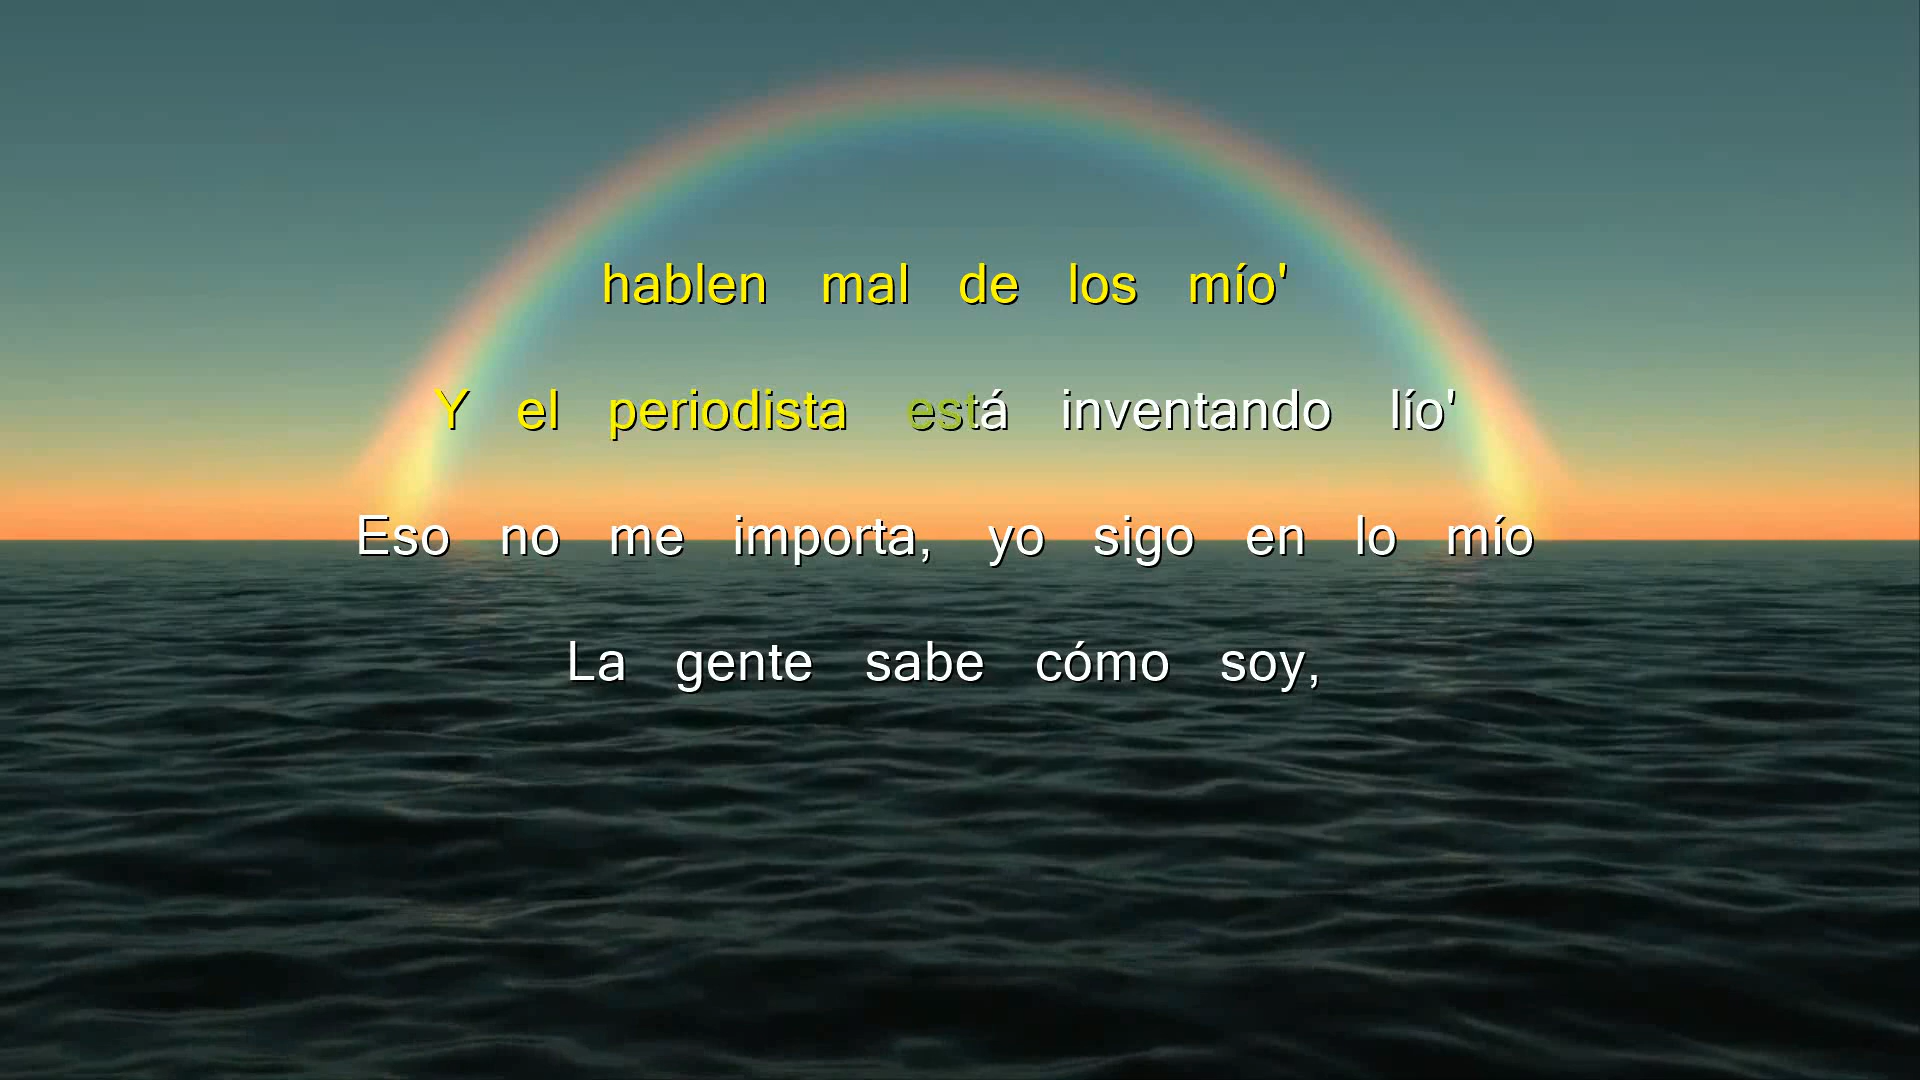 hablen mal de los mío'
Y el periodista está inventando lío'
Eso no me importa, yo sigo en lo mío
La gente sabe cómo soy,